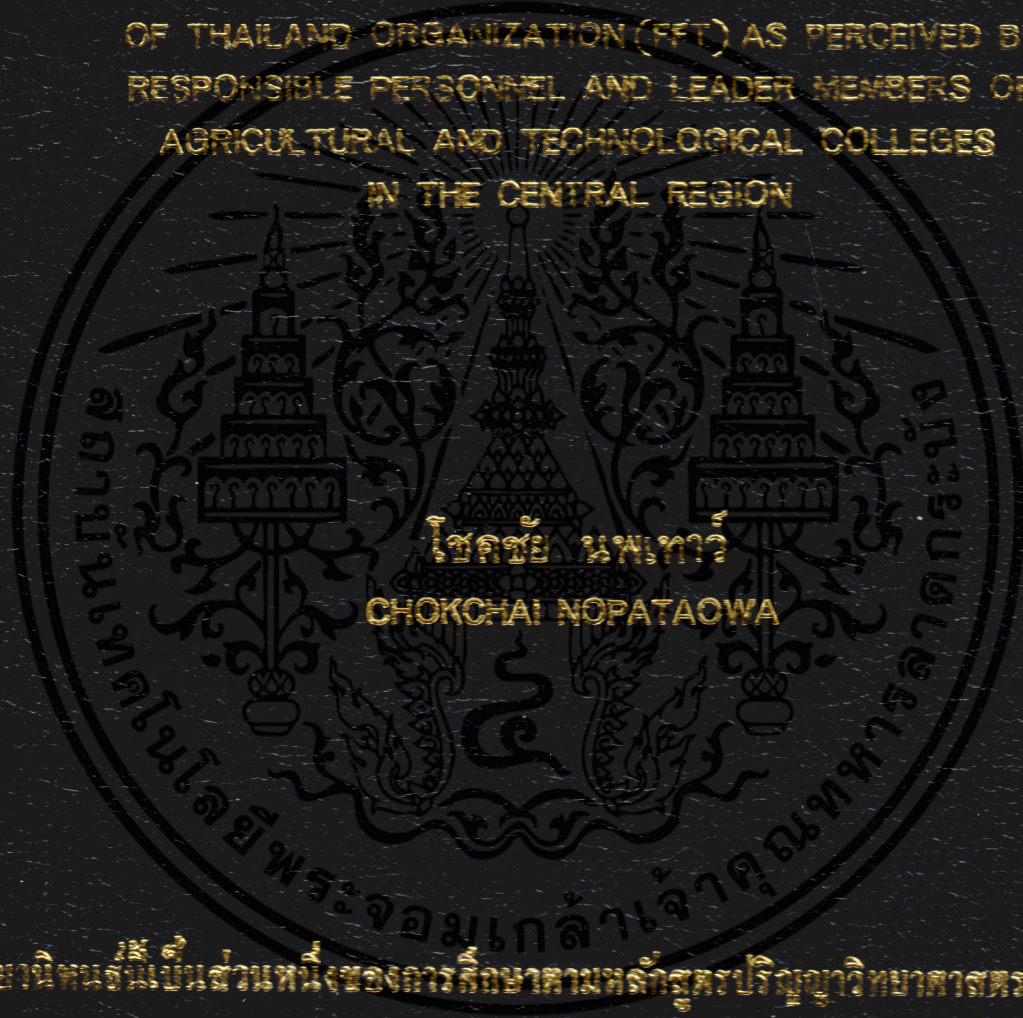 OF THAILAND ORGANIZATION (FFT) AS PERCEIVED B
RESPONSIBLE PERSONNEL AND LEADER MEMBERS OF
AGRICULTURAL AND TECHNOLOGICAL COLLEGES
IN THE CENTRAL REGION
โชคชัย นพเทาว์
CHOKCHAI NOPATAOWA
สถาบันเทคโนโลยีพระจอมเกล้าเจ้าคุณทหารลาดกระบัง
ยานิพนธ์นี้เป็นส่วนหนึ่งของการศึกษาตามหลักสูตรปริญญาวิทยาศาสตร